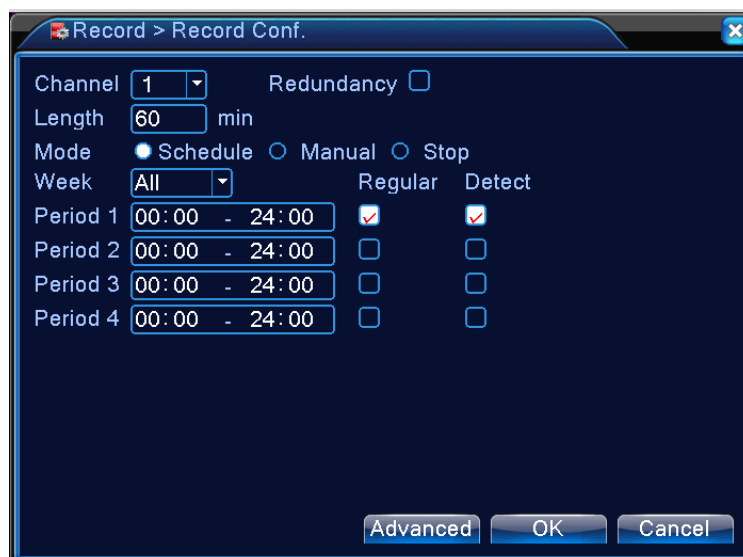 Record > Record Conf.
Channel 1 Redundancy
Length 60 min
Mode Schedule Manual Stop
Week All Regular Detect
Period 1 00:00 - 24:00
Period 2 00:00 - 24:00
Period 3 00:00 - 24:00
Period 4 00:00 - 24:00
Advanced OK Cancel